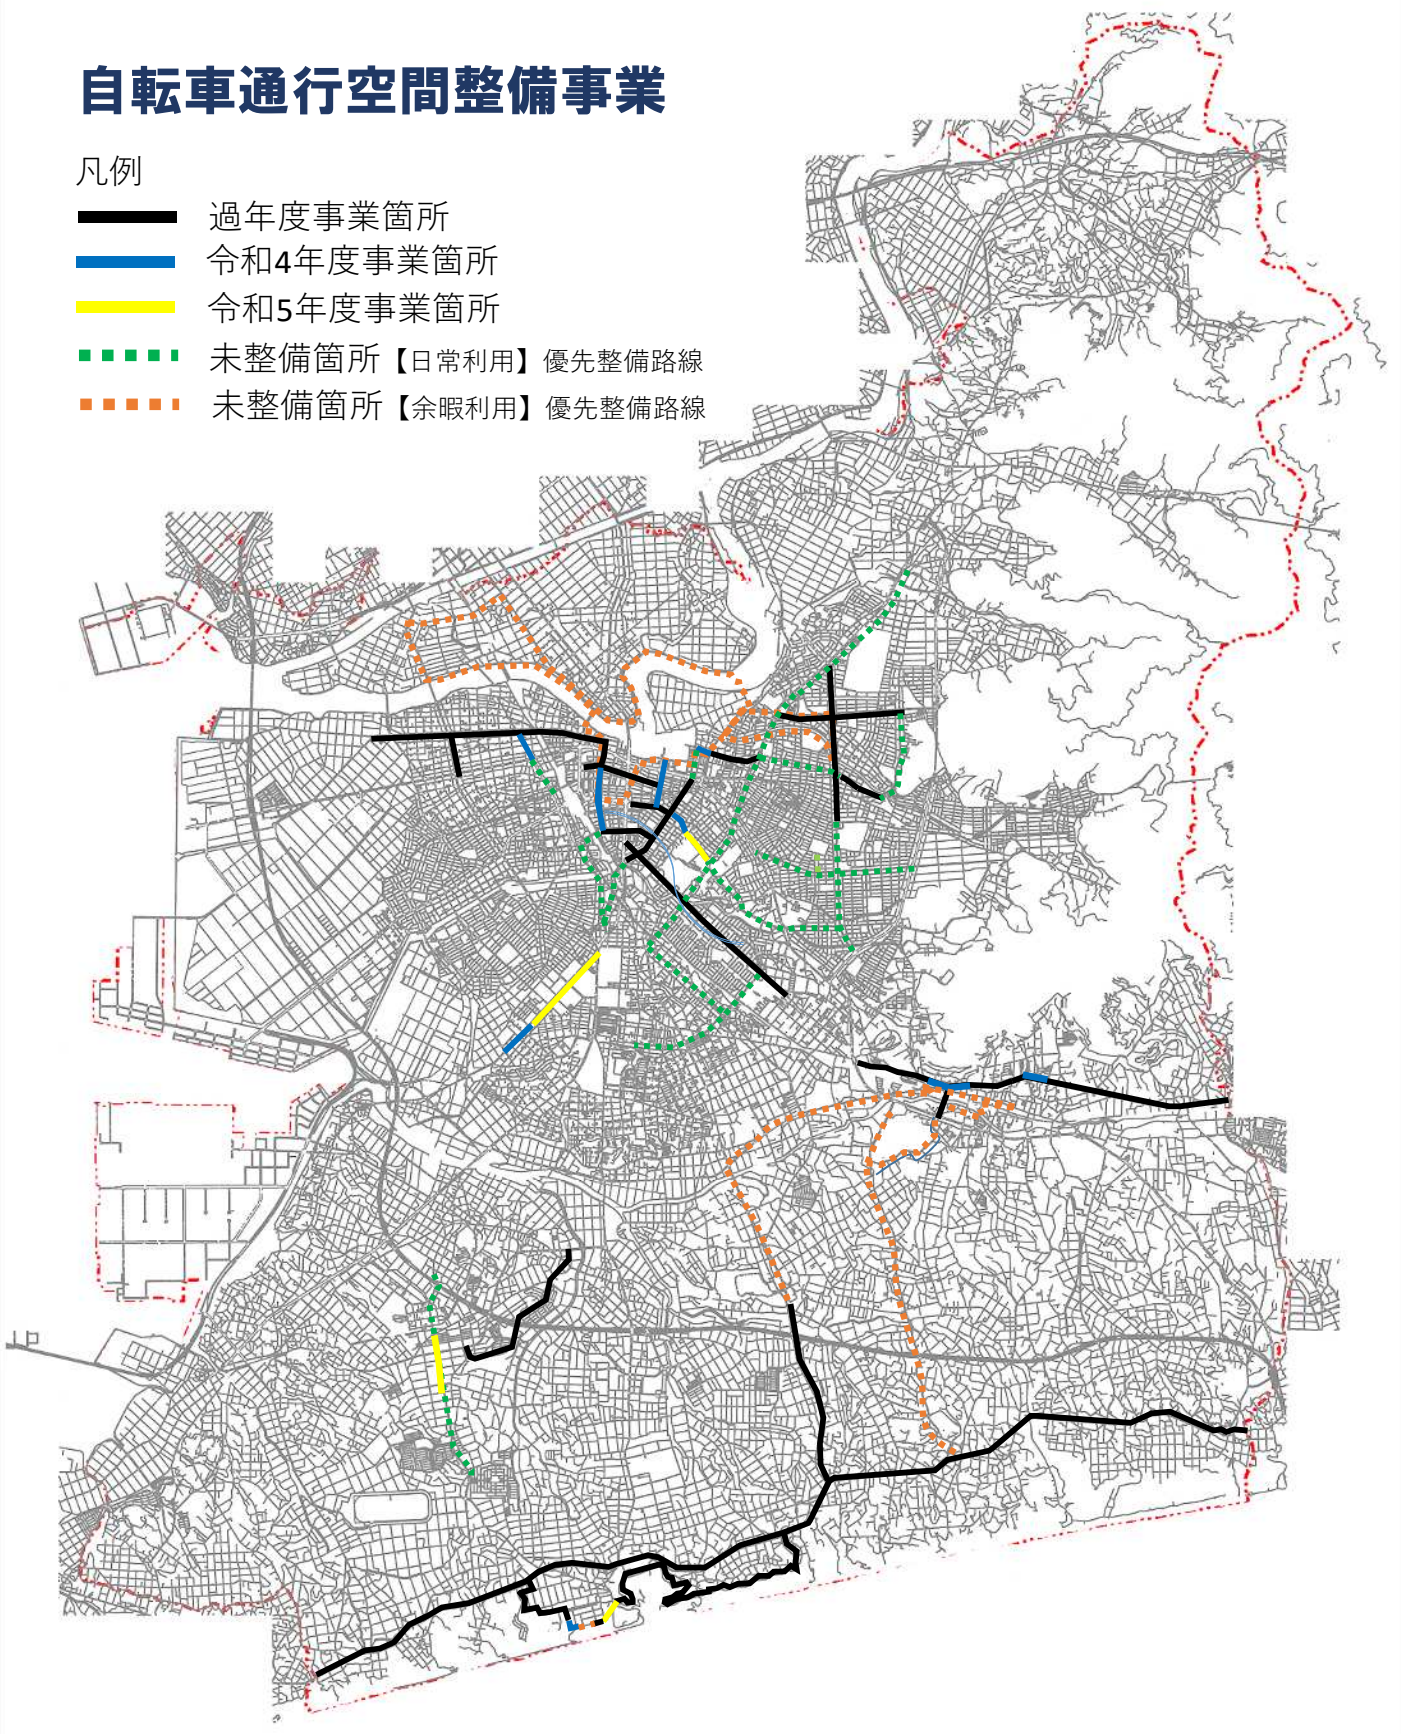 自転車通行空間整備事業
凡例
過年度事業箇所
令和4年度事業箇所
令和5年度事業箇所
未整備箇所【日常利用】優先整備路線
未整備箇所【余暇利用】優先整備路線